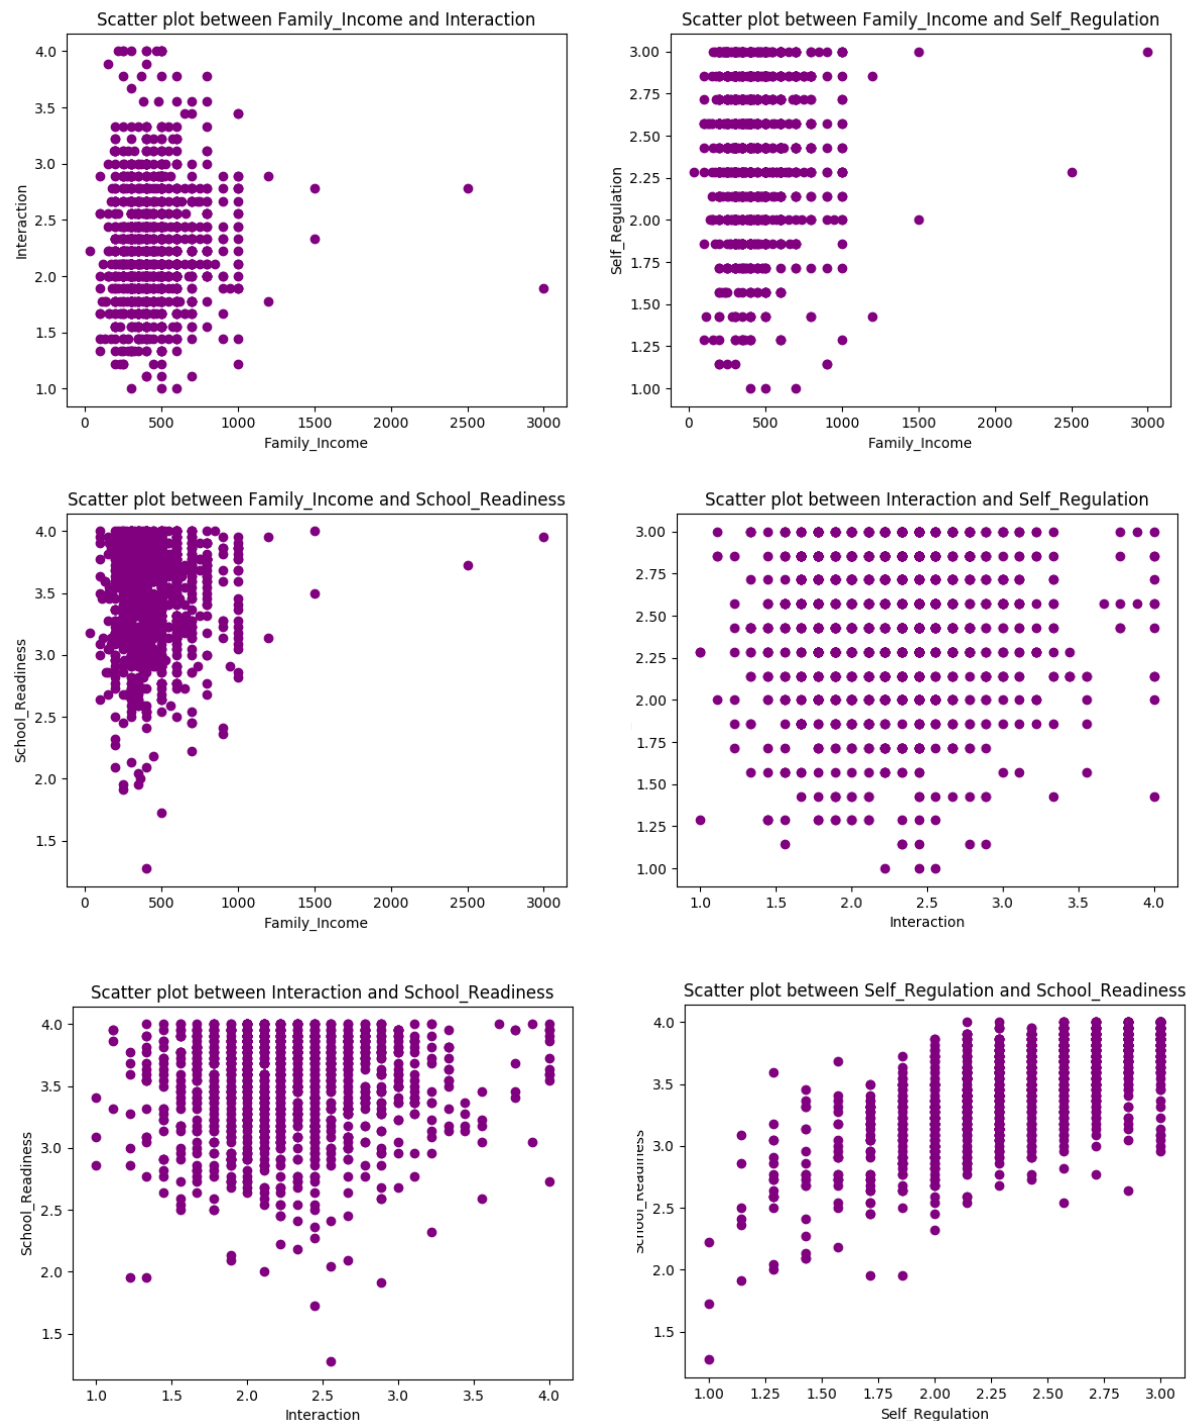 Scatter plot between Family_Income and Interaction
4.0
3.5
3.0
2.5
2.0
1.5
1.0
Interaction
0 500 1000 1500 2000 2500 3000
Family_Income
Scatter plot between Family_Income and Self_Regulation
3.00
2.75
2.50
2.25
2.00
1.75
1.50
1.25
1.00
Self_Regulation
0 500 1000 1500 2000 2500 3000
Family_Income
Scatter plot between Family_Income and School_Readiness
4.0
3.5
3.0
2.5
2.0
1.5
School_Readiness
0 500 1000 1500 2000 2500 3000
Family_Income
Scatter plot between Interaction and Self_Regulation
3.00
2.75
2.50
2.25
2.00
1.75
1.50
1.25
1.00
1.0 1.5 2.0 2.5 3.0 3.5 4.0
Interaction
Scatter plot between Interaction and School_Readiness
4.0
3.5
3.0
2.5
2.0
1.5
School_Readiness
1.0 1.5 2.0 2.5 3.0 3.5 4.0
Interaction
Scatter plot between Self_Regulation and School_Readiness
4.0
3.5
3.0
2.5
2.0
1.5
School_Readiness
1.00 1.25 1.50 1.75 2.00 2.25 2.50 2.75 3.00
Self_Regulation